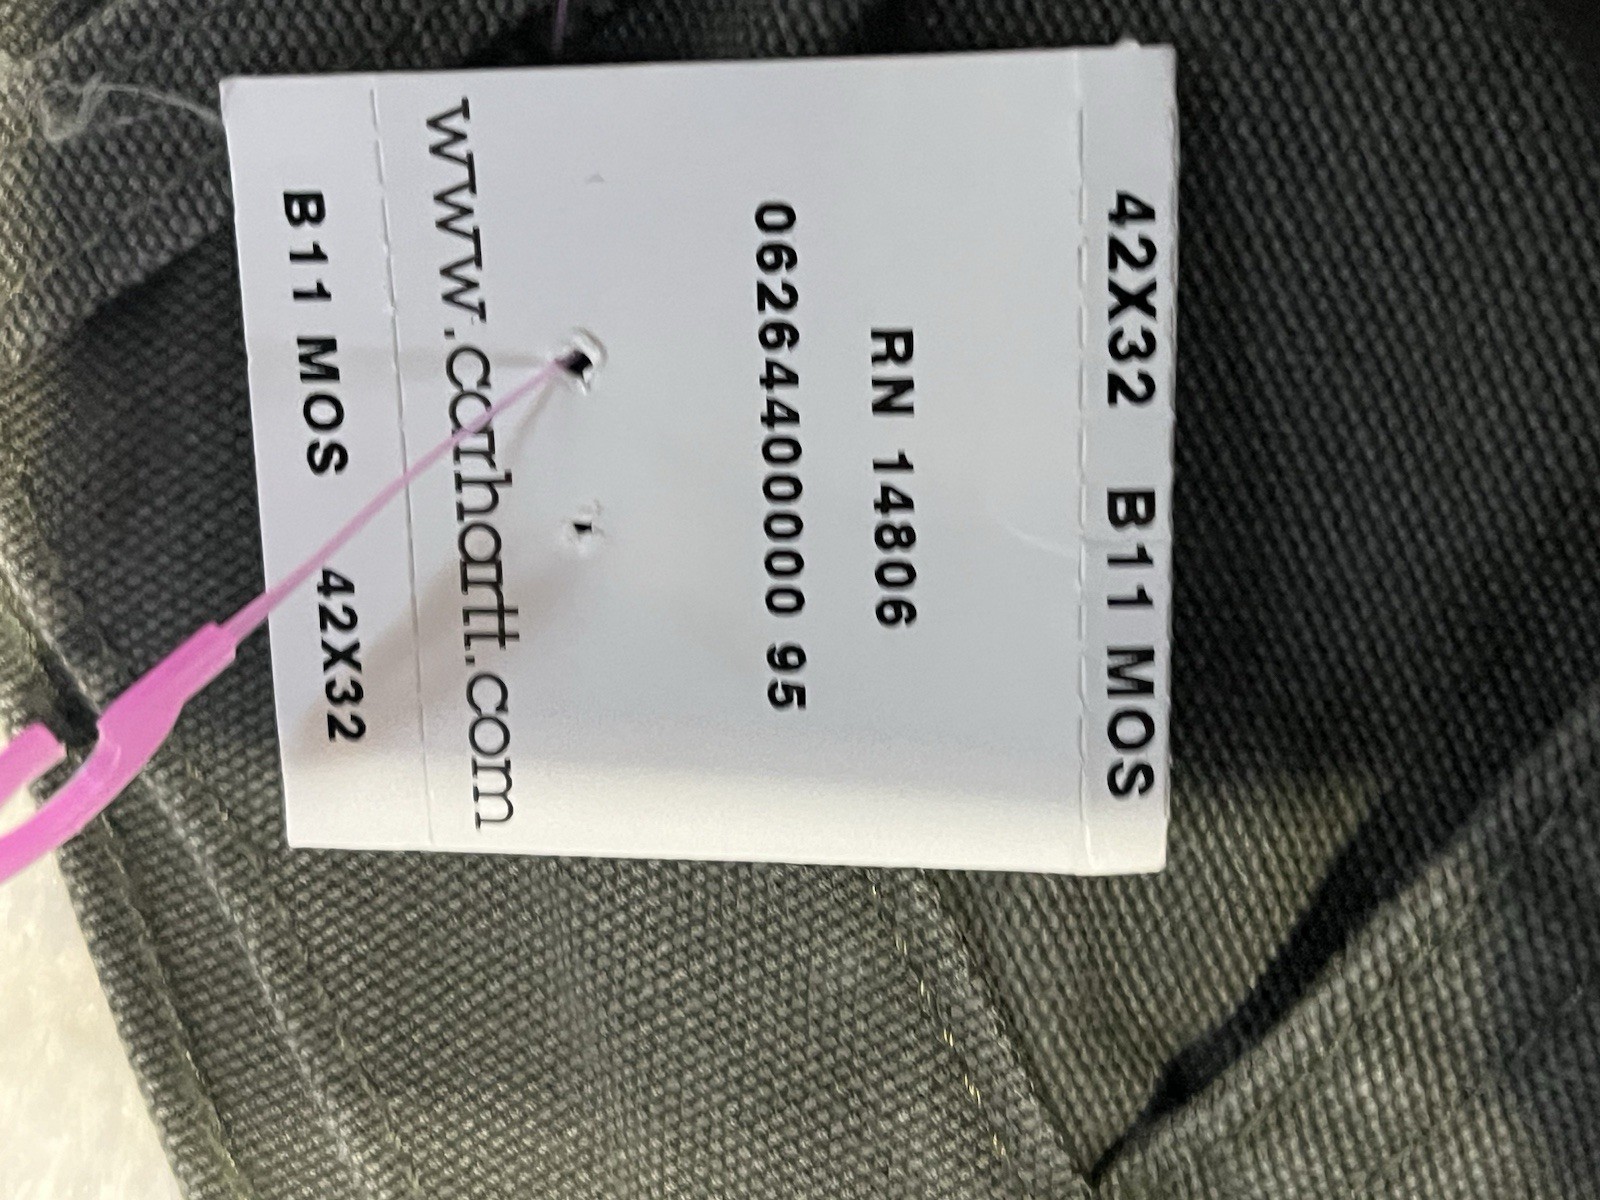 42X32 B11 MOS
RN 14806
06264400000 95
www.carhartt.com
B11 MOS 42X32